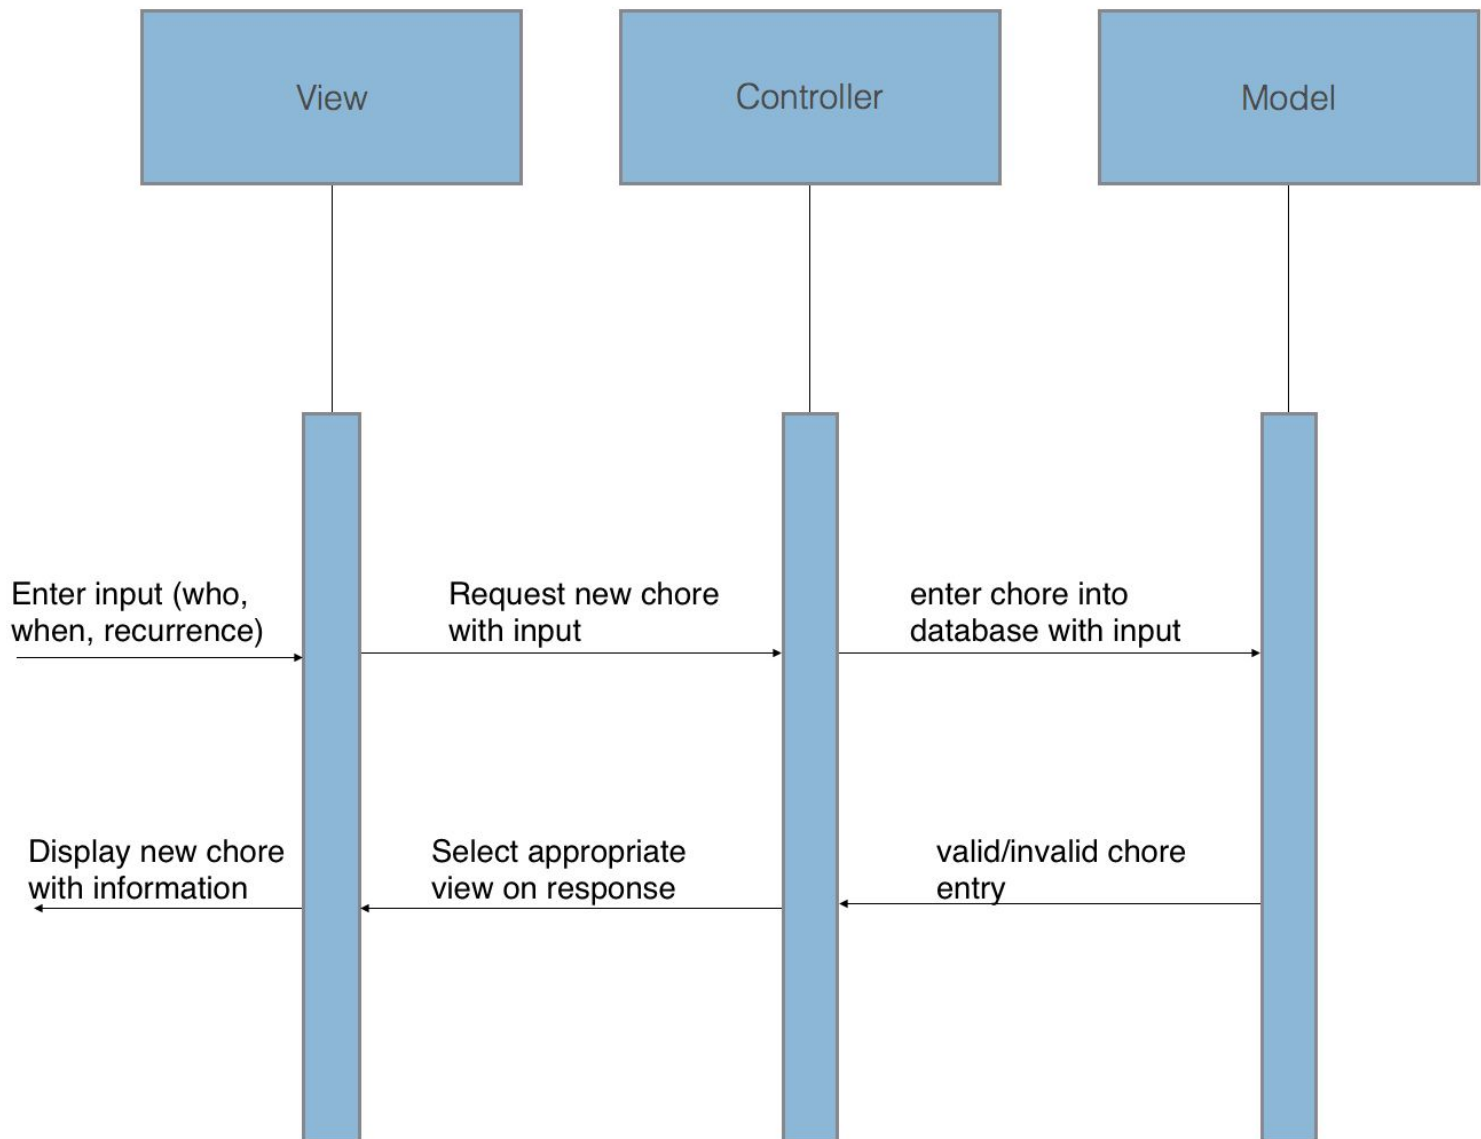 View
Controller
Model
Enter input (who,
when, recurrence)
Request new chore
with input
enter chore into
database with input
Display new chore
with information
Select appropriate
view on response
valid/invalid chore
entry